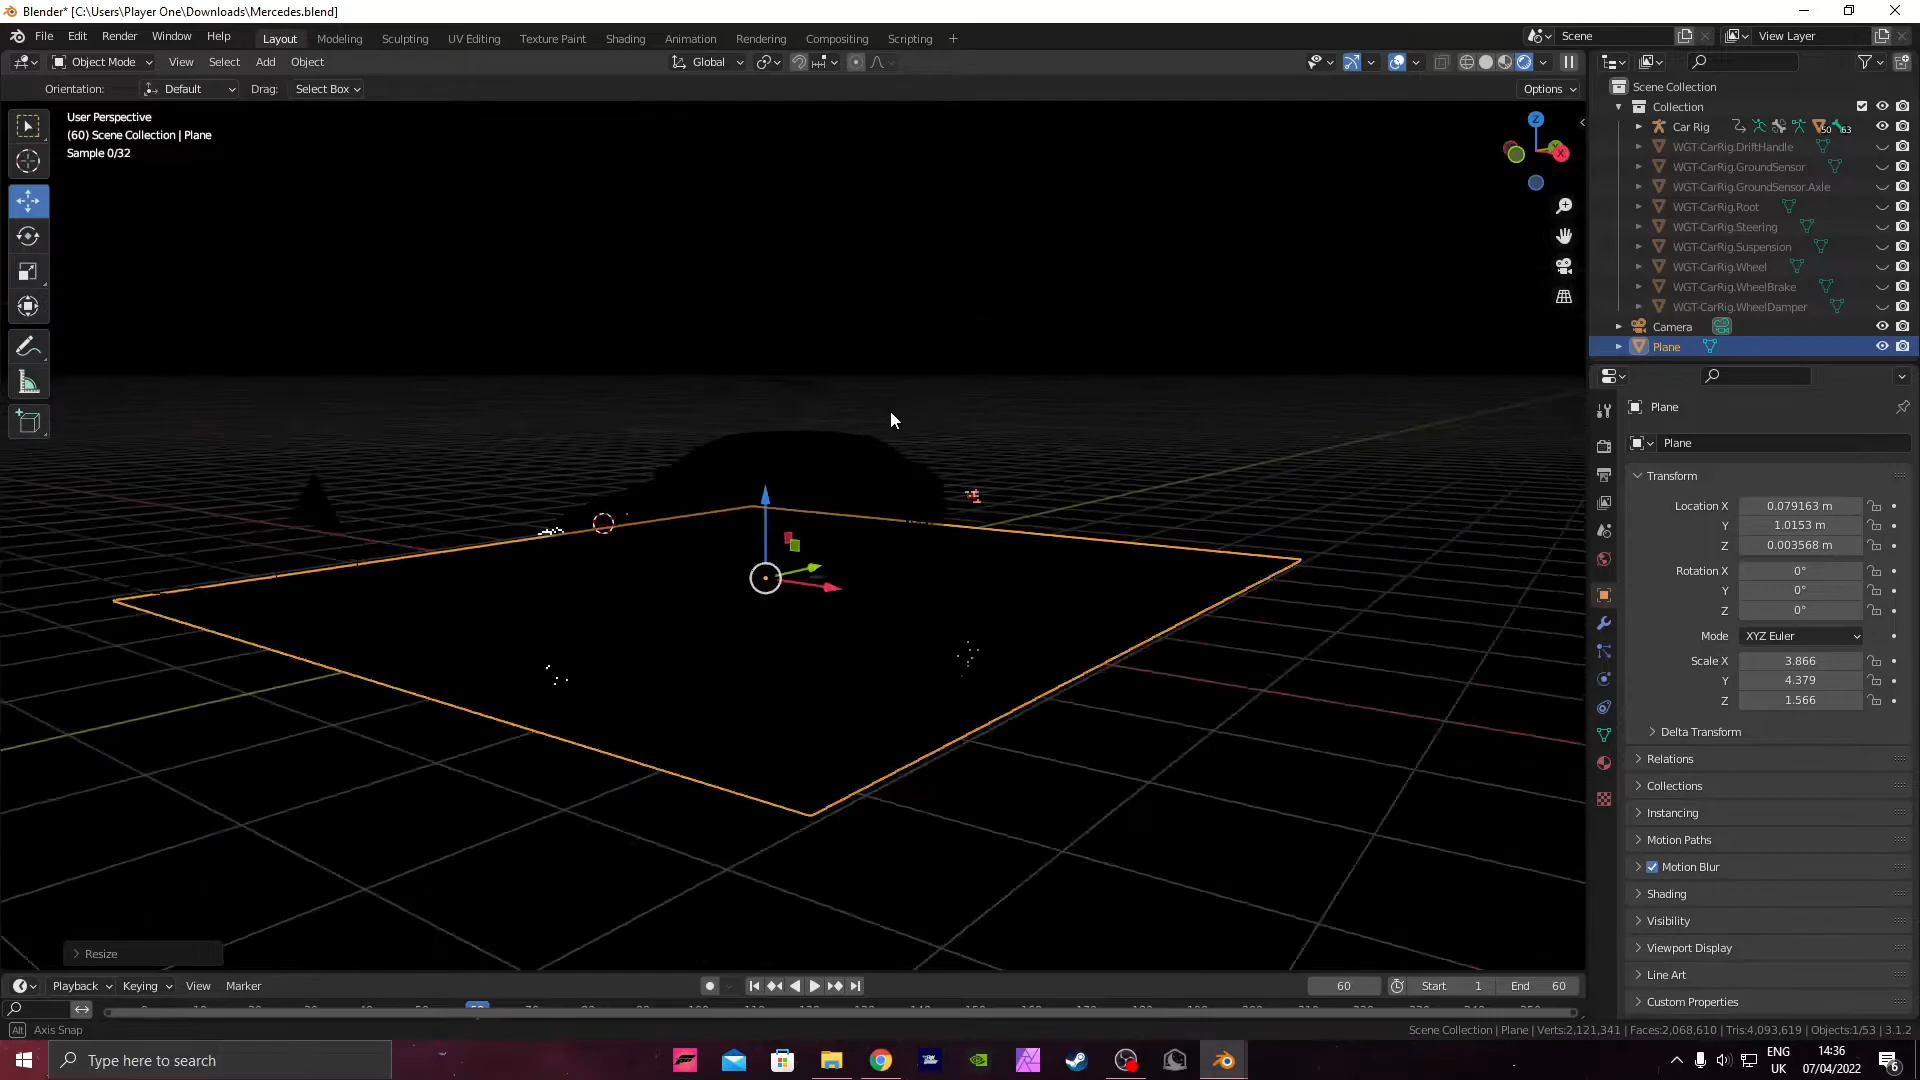 Blender* [C:\Users\Player One\Downloads\Mercedes.blend]
File Edit Render Window Help
Layout Modeling Sculpting UV Editing Texture Paint Shading Animation Rendering Compositing Geometry Nodes Scripting
Scene
View Layer
Object Mode View Select Add Object
Global
Orientation: Default Drag: Select Box
Options
User Perspective
(60) Scene Collection | Plane
Sample 0/32
Z
X
Scene Collection
Collection
Car Rig 50 63
WGT-CarRig.DriftHandle
WGT-CarRig.GroundSensor
WGT-CarRig.GroundSensor.Axle
WGT-CarRig.Root
WGT-CarRig.Steering
WGT-CarRig.Suspension
WGT-CarRig.Wheel
WGT-CarRig.WheelBrake
WGT-CarRig.WheelDamper
Camera
Plane
Plane
Plane
Transform
Location X 0.079163 m
Y 1.0153 m
Z 0.003568 m
Rotation X 0°
Y 0°
Z 0°
Mode XYZ Euler
Scale X 3.866
Y 4.379
Z 1.566
Delta Transform
Relations
Collections
Instancing
Motion Paths
Motion Blur
Shading
Visibility
Viewport Display
Line Art
Custom Properties
Resize
Playback Keying View Marker
60 Start 1 End 60
Alt Axis Snap
Scene Collection | Plane | Verts:2,121,341 | Faces:2,068,610 | Tris:4,093,619 | Objects:1/53 | 3.1.2
Type here to search
ENG
UK
14:36
07/04/2022
6